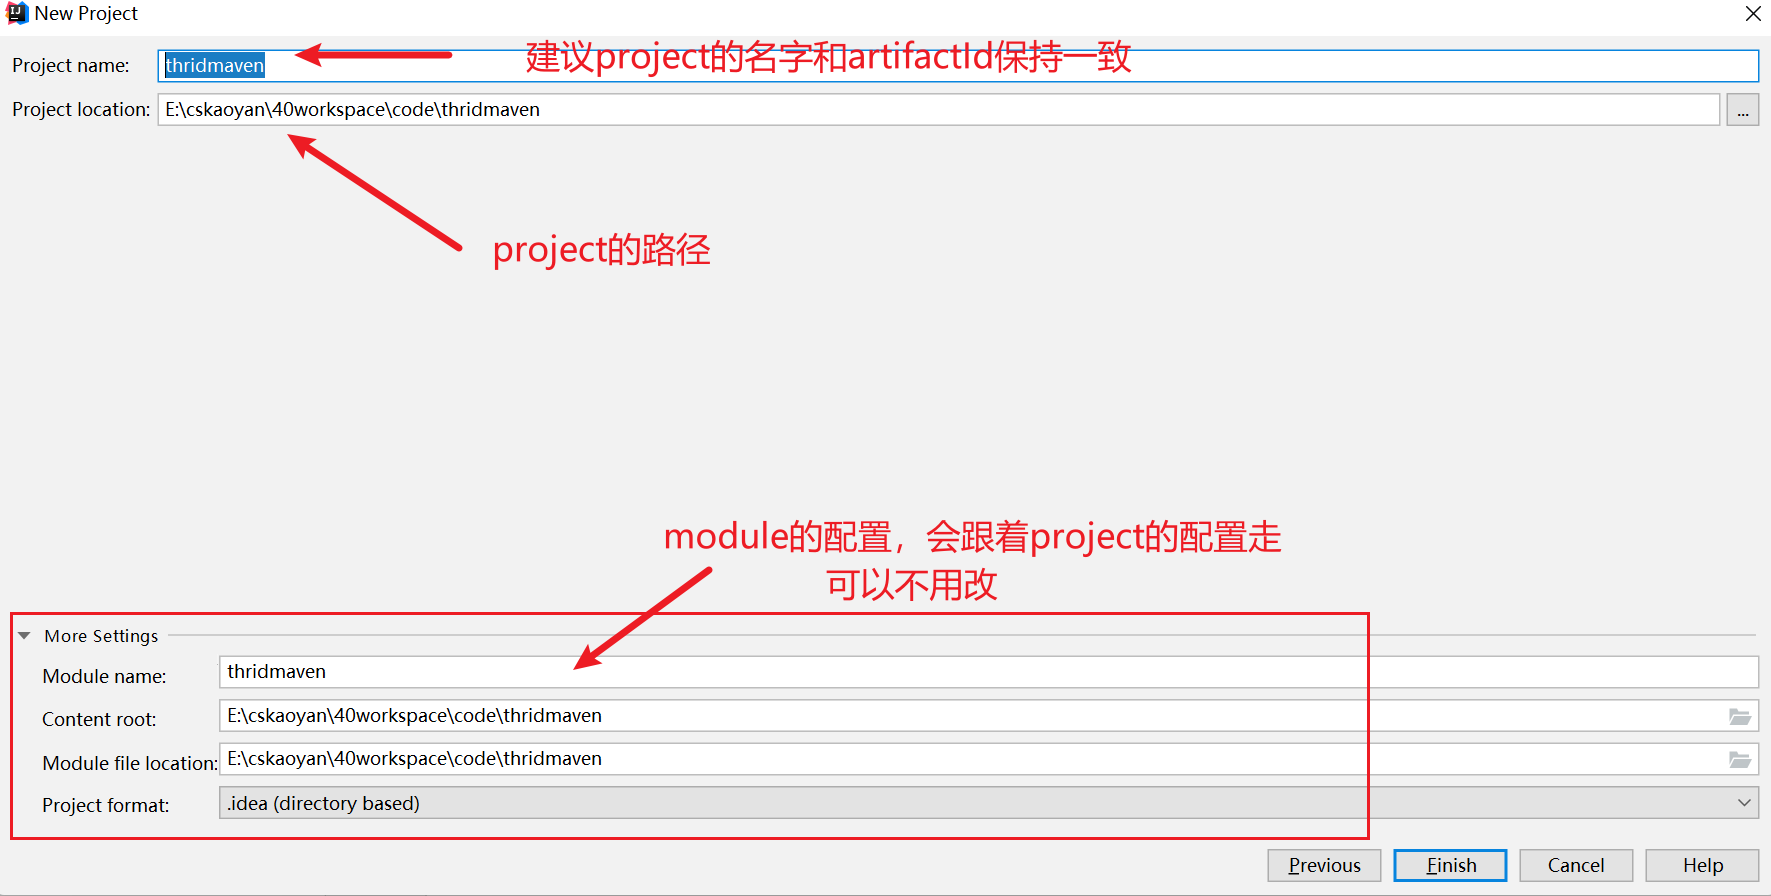 New Project
Project name: thridmaven
建议project的名字和artifactId保持一致
Project location: E:\cskaoyan\40workspace\code\thridmaven ...
project的路径
module的配置，会跟着project的配置走
可以不用改
More Settings
Module name: thridmaven
Content root: E:\cskaoyan\40workspace\code\thridmaven
Module file location: E:\cskaoyan\40workspace\code\thridmaven
Project format: .idea (directory based)
Previous Finish Cancel Help